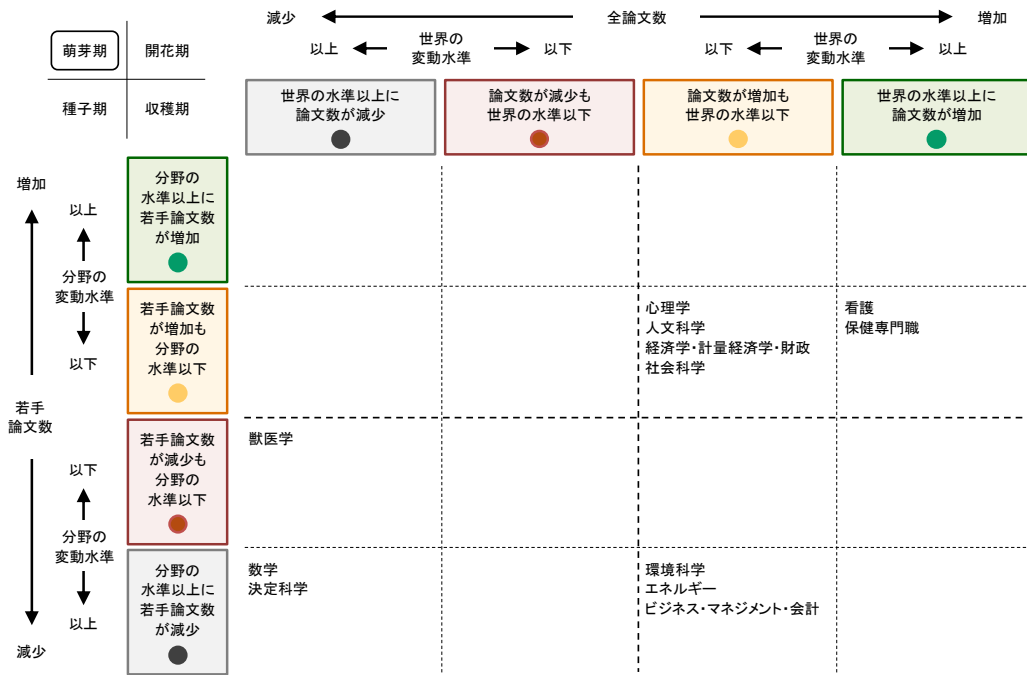 減少
全論文数
増加
萌芽期
開花期
種子期
収穫期
以上
世界の
変動水準
以下
以下
世界の
変動水準
以上
世界の水準以上に
論文数が減少
論文数が減少も
世界の水準以下
論文数が増加も
世界の水準以下
世界の水準以上に
論文数が増加
増加
以上
分野の
変動水準
以下
若手
論文数
以下
分野の
変動水準
以上
減少
分野の
水準以上に
若手論文数
が増加
若手論文数
が増加も
分野の
水準以下
心理学
人文科学
経済学・計量経済学・財政
社会科学
看護
保健専門職
若手論文数
が減少も
分野の
水準以下
獣医学
分野の
水準以上に
若手論文数
が減少
数学
決定科学
環境科学
エネルギー
ビジネス・マネジメント・会計